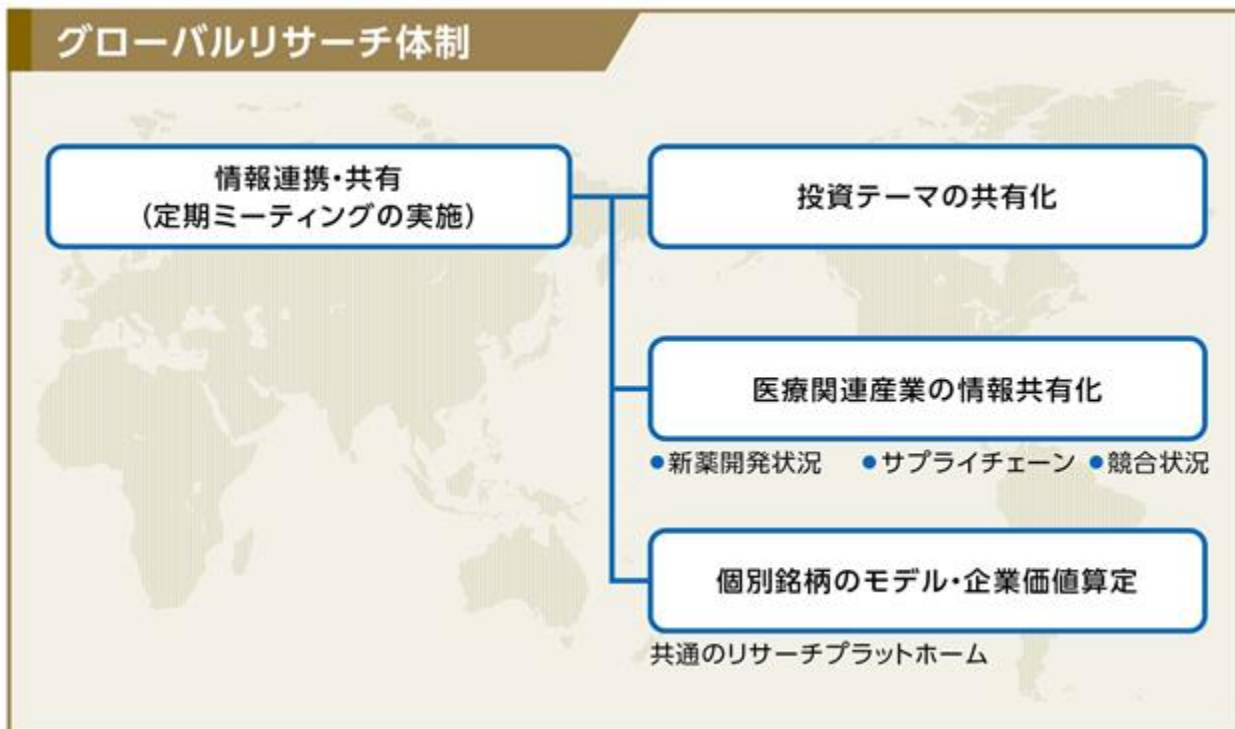 グローバルリサーチ体制
情報連携・共有
(定期ミーティングの実施)
投資テーマの共有化
医療関連産業の情報共有化
●新薬開発状況 ●サプライチェーン ●競合状況
個別銘柄のモデル・企業価値算定
共通のリサーチプラットホーム